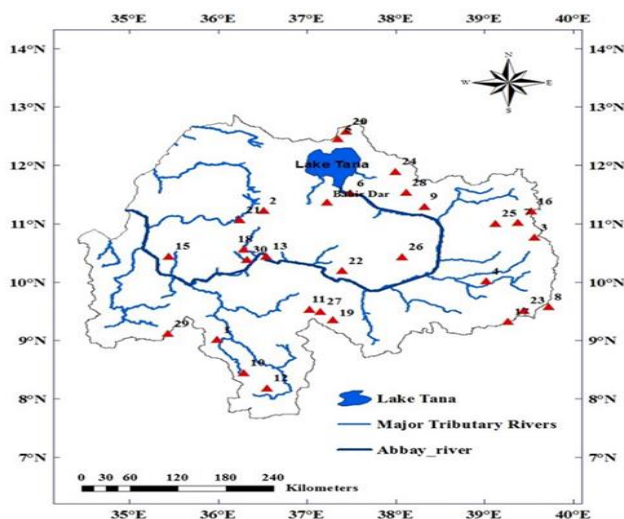 35°E 36°E 37°E 38°E 39°E 40°E
14°N 14°N
N
W E
S
13°N 13°N
20
12°N 12°N
Lake Tana
24
6 28
Bahir Dar
9
2 16
21
11°N 11°N
25
3
18
15 30 13 26
22
10°N 10°N
4
11 27 23 8
19 17
29 1
9°N 9°N
10
12
8°N 8°N
Lake Tana
Major Tributary Rivers
Abbay_river
7°N 7°N
0 30 60 120 180 240
Kilometers
35°E 36°E 37°E 38°E 39°E 40°E